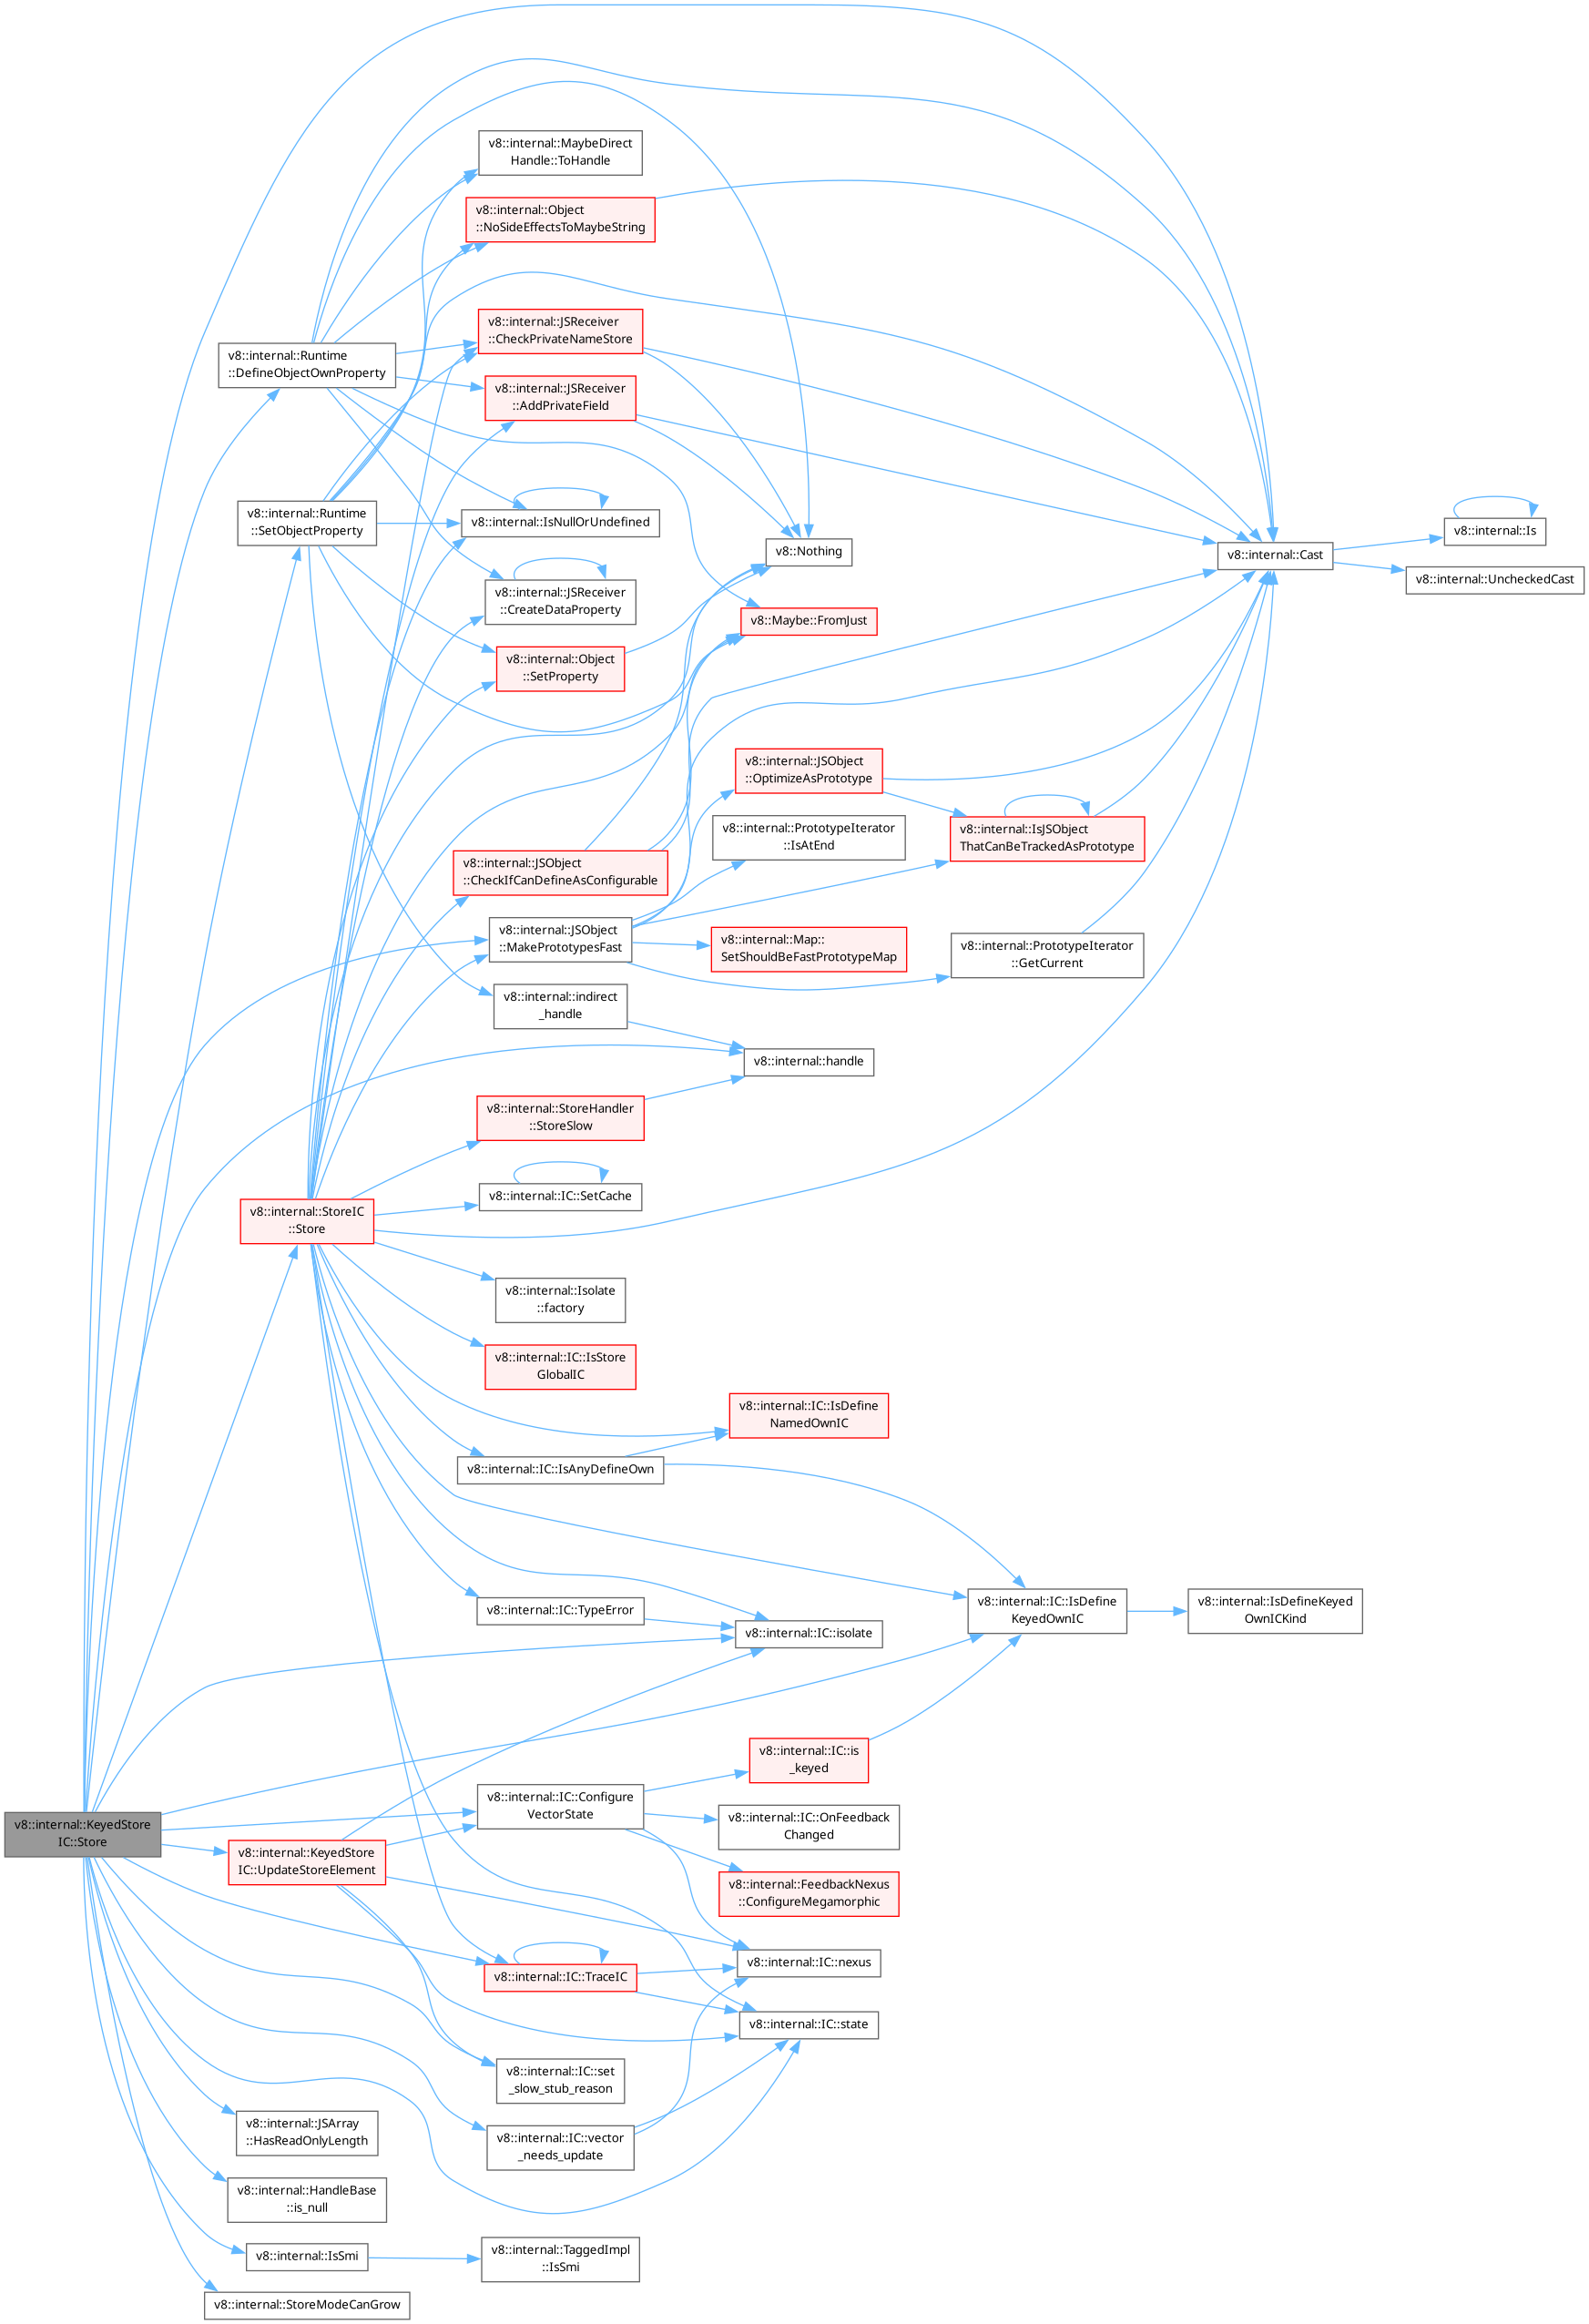 v8::internal::MaybeDirect
Handle::ToHandle
v8::internal::Object
::NoSideEffectsToMaybeString
v8::internal::JSReceiver
::CheckPrivateNameStore
v8::internal::Runtime
::DefineObjectOwnProperty
v8::internal::JSReceiver
::AddPrivateField
v8::internal::Runtime
::SetObjectProperty
v8::internal::IsNullOrUndefined
v8::Nothing
v8::internal::Cast
v8::internal::Is
v8::internal::UncheckedCast
v8::internal::JSReceiver
::CreateDataProperty
v8::Maybe::FromJust
v8::internal::Object
::SetProperty
v8::internal::JSObject
::OptimizeAsPrototype
v8::internal::PrototypeIterator
::IsAtEnd
v8::internal::IsJSObject
ThatCanBeTrackedAsPrototype
v8::internal::JSObject
::CheckIfCanDefineAsConfigurable
v8::internal::JSObject
::MakePrototypesFast
v8::internal::Map::
SetShouldBeFastPrototypeMap
v8::internal::PrototypeIterator
::GetCurrent
v8::internal::indirect
_handle
v8::internal::handle
v8::internal::StoreHandler
::StoreSlow
v8::internal::IC::SetCache
v8::internal::StoreIC
::Store
v8::internal::Isolate
::factory
v8::internal::IC::IsStore
GlobalIC
v8::internal::IC::IsDefine
NamedOwnIC
v8::internal::IC::IsAnyDefineOwn
v8::internal::IC::TypeError
v8::internal::IC::isolate
v8::internal::IC::IsDefine
KeyedOwnIC
v8::internal::IsDefineKeyed
OwnICKind
v8::internal::IC::is
_keyed
v8::internal::IC::Configure
VectorState
v8::internal::IC::OnFeedback
Changed
v8::internal::KeyedStore
IC::Store
v8::internal::KeyedStore
IC::UpdateStoreElement
v8::internal::FeedbackNexus
::ConfigureMegamorphic
v8::internal::IC::nexus
v8::internal::IC::TraceIC
v8::internal::IC::state
v8::internal::IC::set
_slow_stub_reason
v8::internal::JSArray
::HasReadOnlyLength
v8::internal::IC::vector
_needs_update
v8::internal::HandleBase
::is_null
v8::internal::IsSmi
v8::internal::TaggedImpl
::IsSmi
v8::internal::StoreModeCanGrow